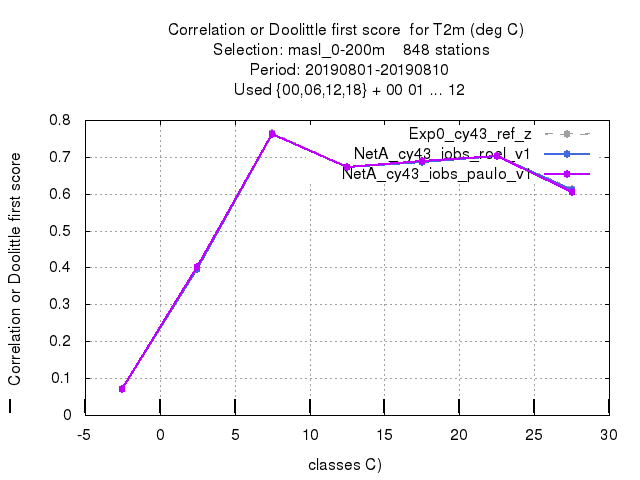 Correlation or Doolittle first score  for T2m (deg C)
Selection: masl_0-200m    848 stations
Period: 20190801-20190810
Used {00,06,12,18} + 00 01 ... 12
Exp0_cy43_ref_z
NetA_cy43_iobs_roel_v1
NetA_cy43_iobs_paulo_v1
Correlation or Doolittle first score
0.8
0.7
0.6
0.5
0.4
0.3
0.2
0.1
0
-5 0 5 10 15 20 25 30
classes C)